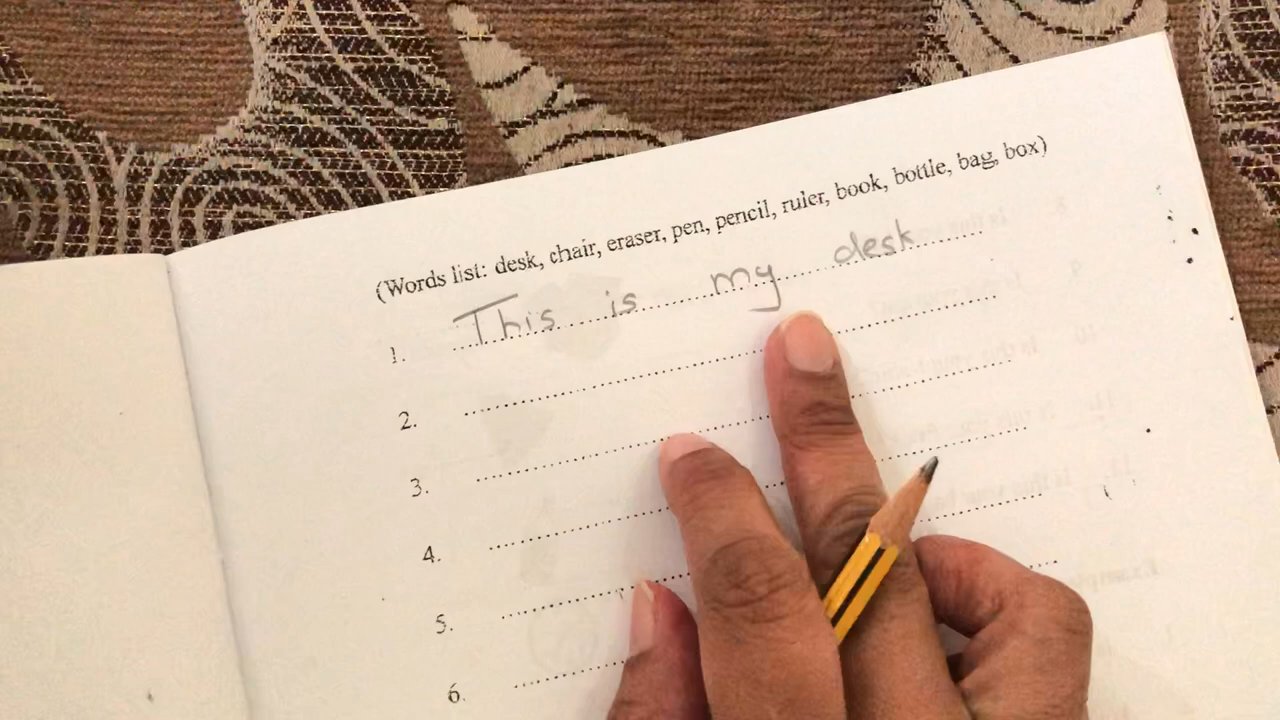 (Words list: desk, chair, eraser, pen, pencil, ruler, book, bottle, bag, box)
1. This is my desk
2.
3.
4.
5.
6.